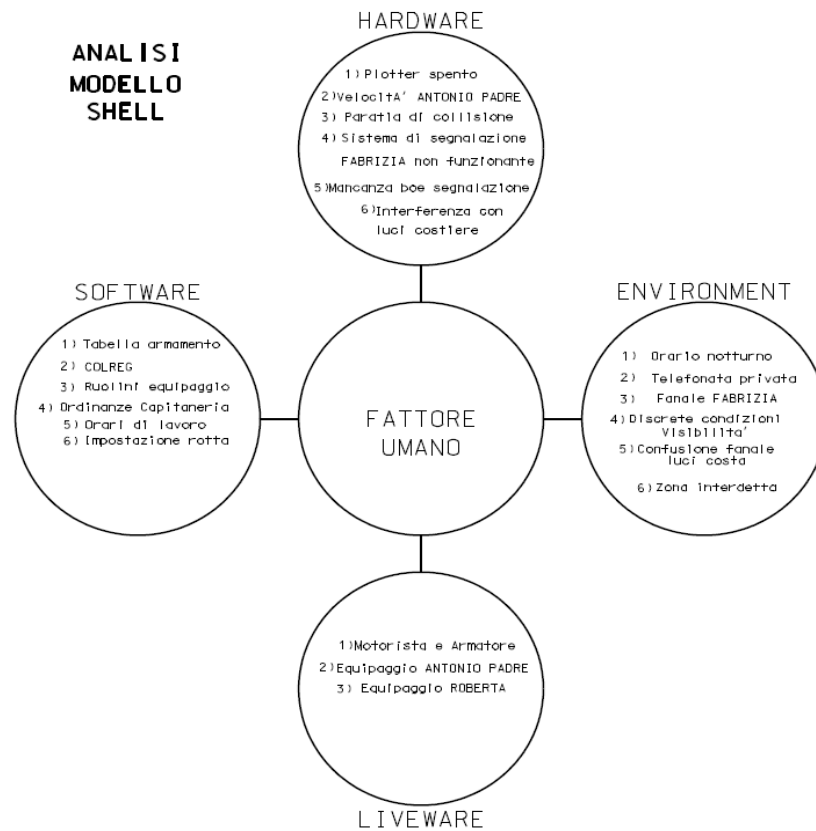 ANALISI
MODELLO
SHELL
HARDWARE
1) Plotter spento
2)Velocità' ANTONIO PADRE
3) Paratia di collisione
4) Sistema di segnalazione
FABRIZIA non funzionante
5)Mancanza boe segnalazione
6)Interferenza con
luci costiere
SOFTWARE
1) Tabella armamento
2) COLREG
3) Ruolini equipaggio
4) Ordinanze Capitaneria
5) Orari di lavoro
6) Impostazione rotta
FATTORE
UMANO
ENVIRONMENT
1) Orario notturno
2) Telefonata privata
3) Fanale FABRIZIA
4)Discrete condizioni
Visibilita'
5)Confusione fanale
luci costa
6)Zona interdetta
1)Motorista e Armatore
2)Equipaggio ANTONIO PADRE
3) Equipaggio ROBERTA
LIVEWARE